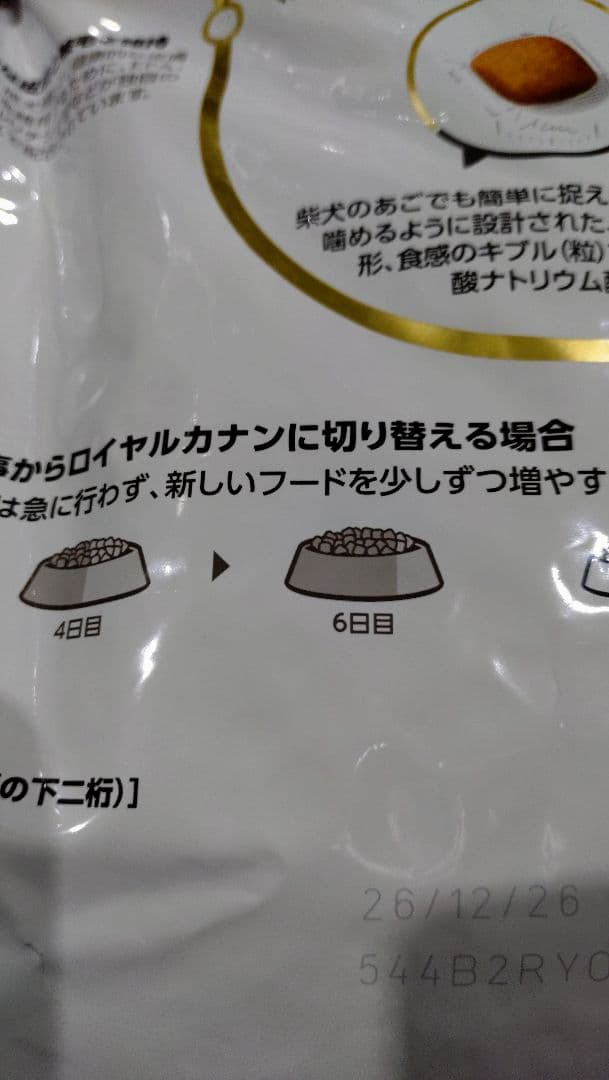 柴犬のあごでも簡単に捉え
噛めるように設計された
形、食感のキブル(粒)
酸ナトリウム
からロイヤルカナンに切り替える場合
は急に行わず、新しいフードを少しずつ増やす
4日目
6日目
の下二桁)]
26/12/26
544B2RYO